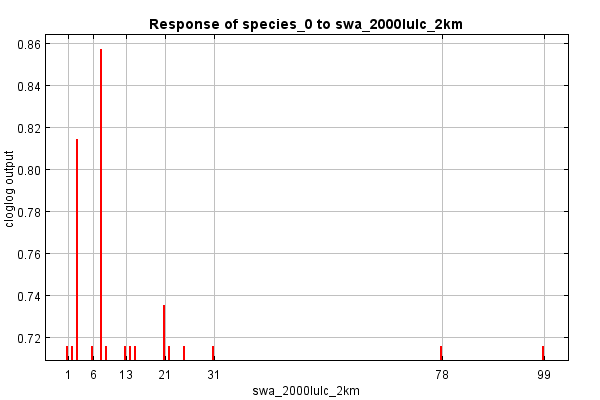 Response of species_0 to swa_2000lulc_2km
0.86
0.84
0.82
0.80
0.78
0.76
0.74
0.72
cloglog output
1 6 13 21 31 78 99
swa_2000lulc_2km